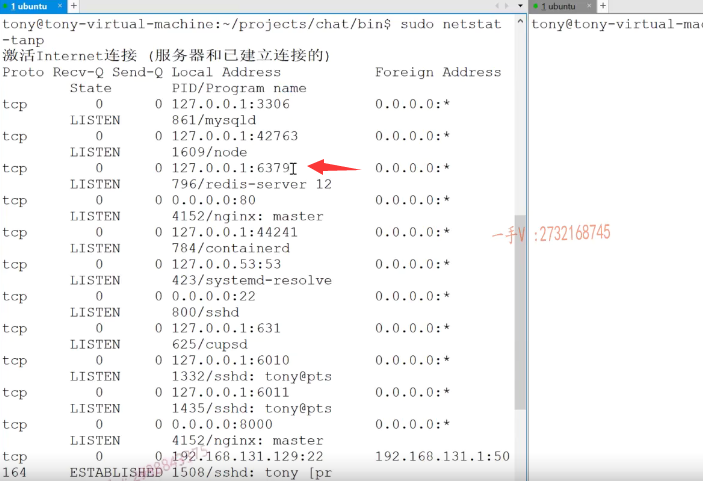 1 ubuntu
1 ubuntu
tony@tony-virtual-machine:~/projects/chat/bin$ sudo netstat
-tanp
激活Internet连接 (服务器和已建立连接的)
Proto Recv-Q Send-Q Local Address Foreign Address
State PID/Program name
tcp 0 0 127.0.0.1:3306 0.0.0.0:*
LISTEN 861/mysqld
tcp 0 0 127.0.0.1:42763 0.0.0.0:*
LISTEN 1609/node
tcp 0 0 127.0.0.1:6379 0.0.0.0:*
LISTEN 796/redis-server 12
tcp 0 0 0.0.0.0:80 0.0.0.0:*
LISTEN 4152/nginx: master
tcp 0 0 127.0.0.1:44241 0.0.0.0:*
LISTEN 784/containerd
tcp 0 0 127.0.0.53:53 0.0.0.0:*
LISTEN 423/systemd-resolve
tcp 0 0 0.0.0.0:22 0.0.0.0:*
LISTEN 800/sshd
tcp 0 0 127.0.0.1:631 0.0.0.0:*
LISTEN 625/cupsd
tcp 0 0 127.0.0.1:6010 0.0.0.0:*
LISTEN 1332/sshd: tony@pts
tcp 0 0 127.0.0.1:6011 0.0.0.0:*
LISTEN 1435/sshd: tony@pts
tcp 0 0 0.0.0.0:8000 0.0.0.0:*
LISTEN 4152/nginx: master
tcp 0 0 192.168.131.129:22 192.168.131.1:50
164 ESTABLISHED 1508/sshd: tony [pr
tony@tony-virtual-mac
一手V :2732168745